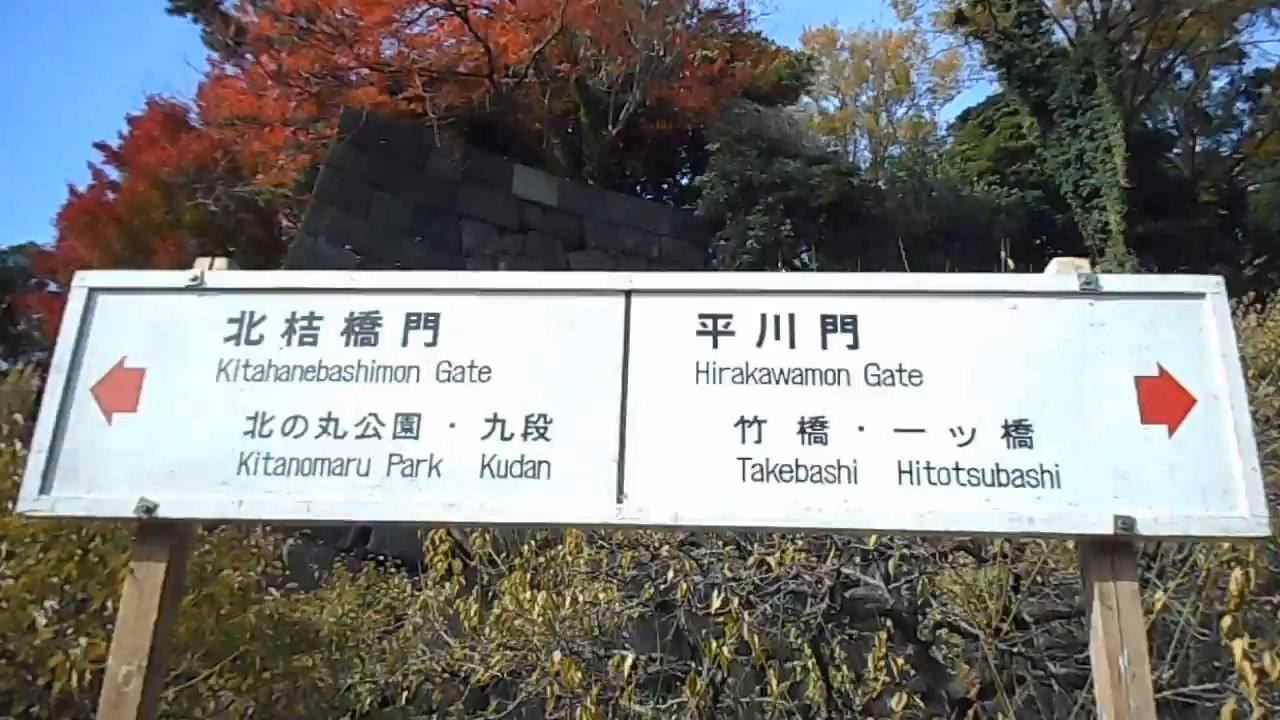 北桔橋門
Kitahanebashimon Gate
北の丸公園・九段
Kitanomaru Park Kudan
平川門
Hirakawamon Gate
竹橋・一ッ橋
Takebashi Hitotsubashi